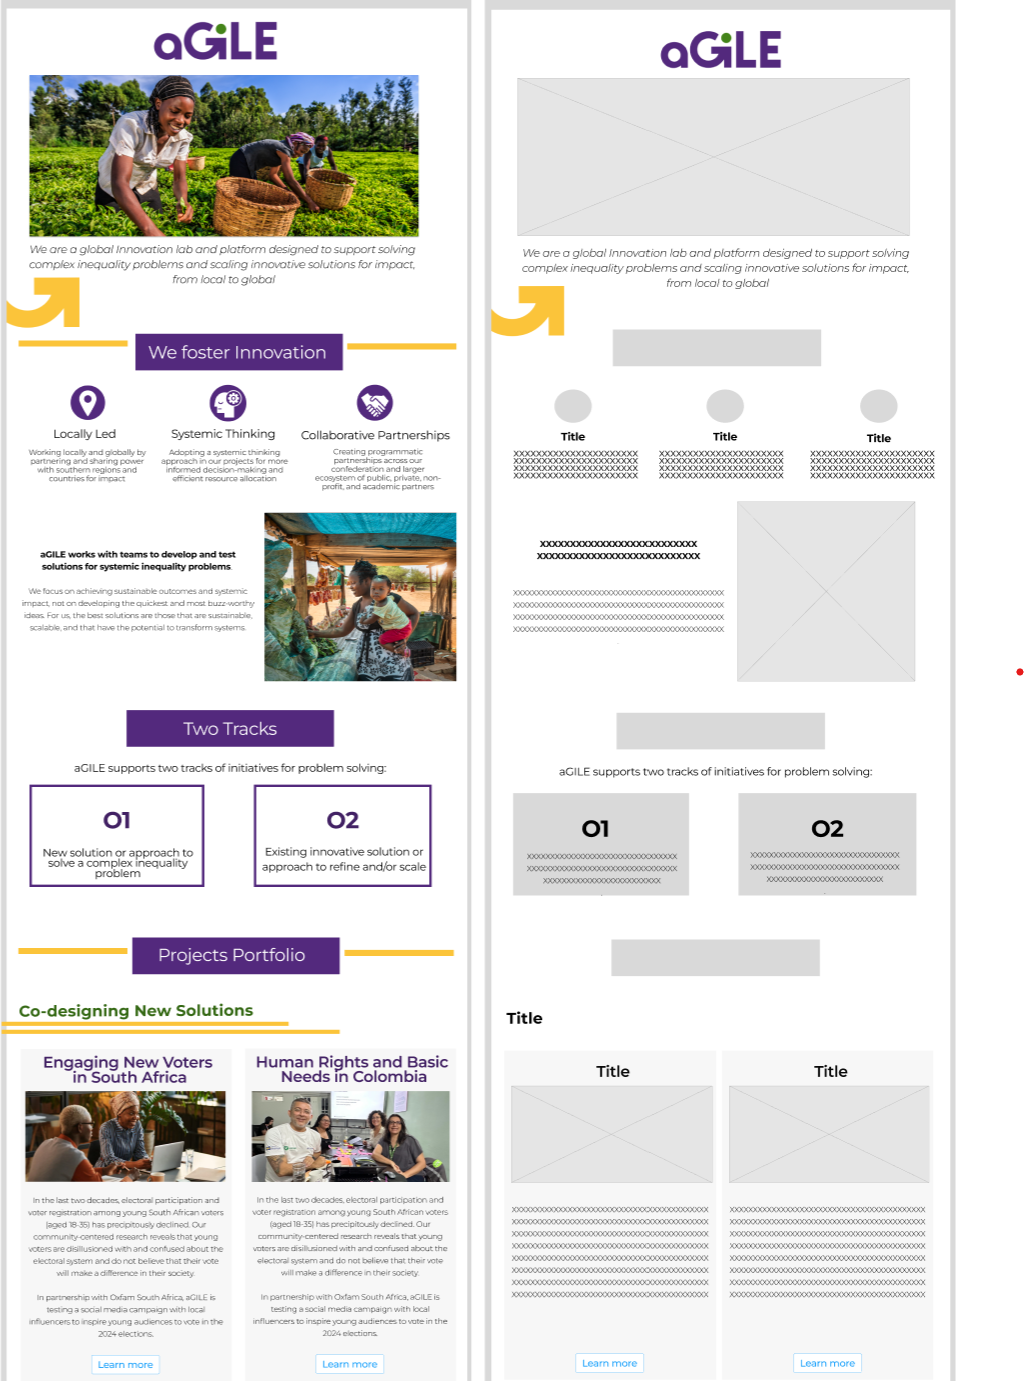 aGiLE
We are a global Innovation lab and platform designed to support solving
complex inequality problems and scaling innovative solutions for impact,
from local to global
We foster Innovation
Locally Led
Working locally and globally by
partnering and sharing power
with southern regions and
countries for impact
Systemic Thinking
Adopting a systemic thinking
approach in our projects for more
informed decision-making and
efficient resource allocation
Collaborative Partnerships
Creating programmatic
partnerships across our
confederation and larger
ecosystem of public, private, non-
profit, and academic partners
aGILE works with teams to develop and test
solutions for systemic inequality problems
We focus on achieving sustainable outcomes and systemic
impact, not on developing the quickest and most buzz-worthy
ideas. For us, the best solutions are those that are sustainable,
scalable, and that have the potential to transform systems.
Two Tracks
aGILE supports two tracks of initiatives for problem solving:
01
New solution or approach to
solve a complex inequality
problem
02
Existing innovative solution or
approach to refine and/or scale
Projects Portfolio
Co-designing New Solutions
Engaging New Voters
in South Africa
In the last two decades, electoral participation and
voter registration among young South African voters
(aged 18-35) has precipitously declined. Our
community-centered research reveals that young
voters are disillusioned with and confused about the
electoral system and do not believe that their vote
will make a difference in their society.
In partnership with Oxfam South Africa, aGILE is
testing a social media campaign with local
influencers to inspire young audiences to vote in the
2024 elections.
Learn more
Human Rights and Basic
Needs in Colombia
In the last two decades, electoral participation and
voter registration among young South African voters
(aged 18-35) has precipitously declined. Our
community-centered research reveals that young
voters are disillusioned with and confused about the
electoral system and do not believe that their vote
will make a difference in their society.
In partnership with Oxfam South Africa, aGILE is
testing a social media campaign with local
influencers to inspire young audiences to vote in the
2024 elections.
Learn more
aGiLE
We are a global Innovation lab and platform designed to support solving
complex inequality problems and scaling innovative solutions for impact,
from local to global
Title
Title
Title
aGILE supports two tracks of initiatives for problem solving:
01
02
Title
Title
Title
Learn more
Learn more